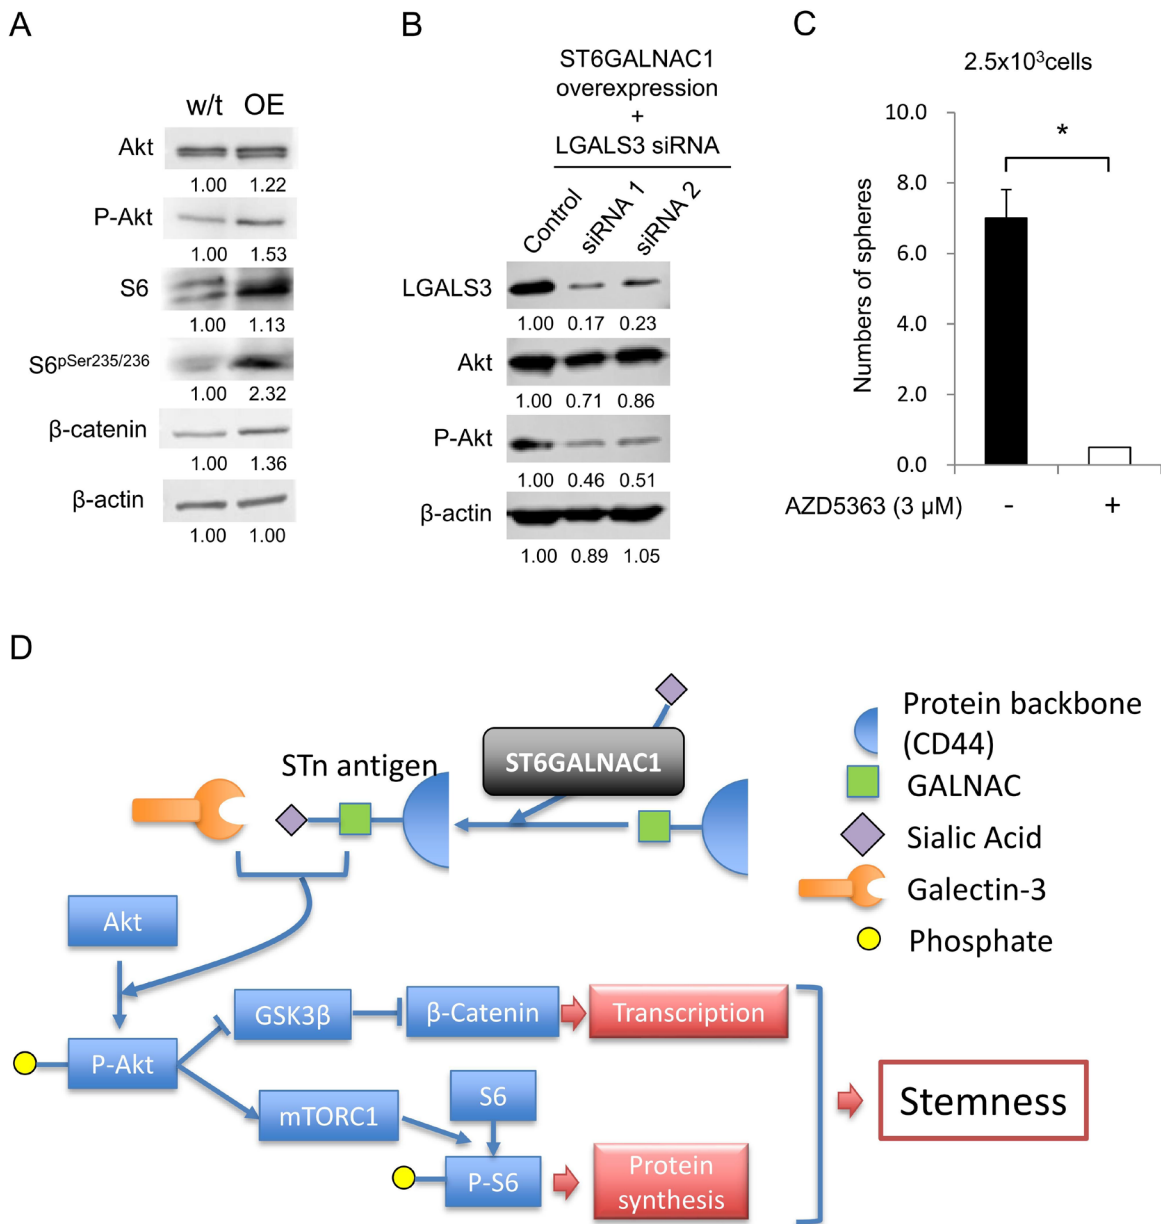 A
w/t OE
Akt
1.00 1.22
P-Akt
1.00 1.53
S6
1.00 1.13
S6pSer235/236
1.00 2.32
β-catenin
1.00 1.36
β-actin
1.00 1.00
B
ST6GALNAC1
overexpression
+
LGALS3 siRNA
Control siRNA 1 siRNA 2
LGALS3
1.00 0.17 0.23
Akt
1.00 0.71 0.86
P-Akt
1.00 0.46 0.51
β-actin
1.00 0.89 1.05
C
2.5x10³cells
Numbers of spheres
10.0
*
8.0
6.0
4.0
2.0
0.0
AZD5363 (3 µM) - +
D
ST6GALNAC1
STn antigen
Protein backbone
(CD44)
GALNAC
Sialic Acid
Galectin-3
Phosphate
Akt
P-Akt
GSK3β
β-Catenin
Transcription
mTORC1
S6
P-S6
Protein
synthesis
Stemness